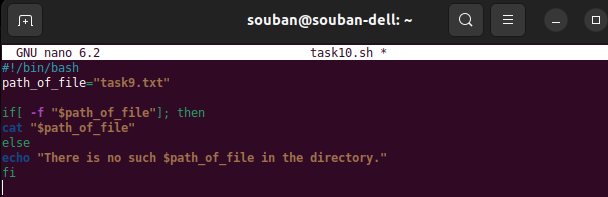 souban@souban-dell: ~
GNU nano 6.2 task10.sh *
#!/bin/bash
path_of_file="task9.txt"
if[ -f "$path_of_file"]; then
cat "$path_of_file"
else
echo "There is no such $path_of_file in the directory."
fi